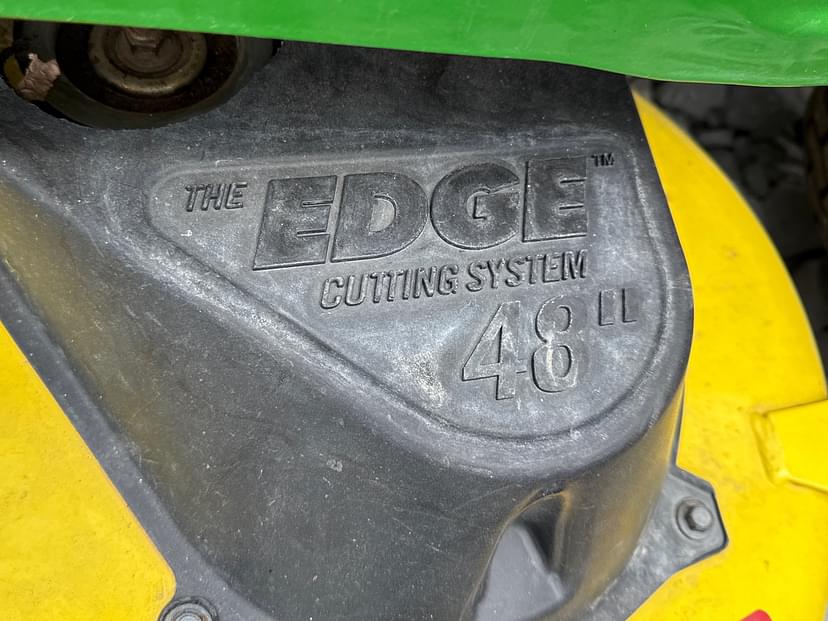 THE EDGE™
CUTTING SYSTEM
48"